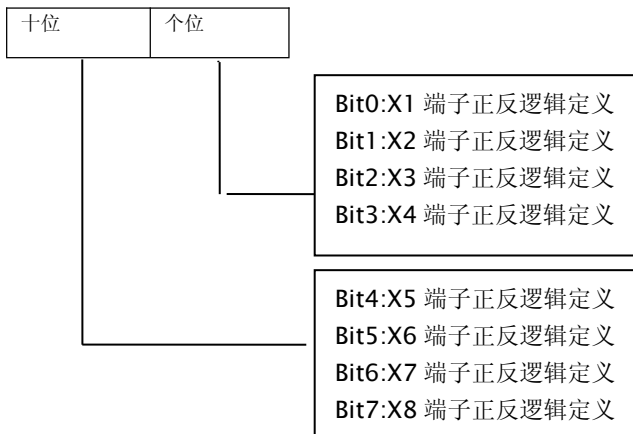 十位 个位
Bit0:X1 端子正反逻辑定义
Bit1:X2 端子正反逻辑定义
Bit2:X3 端子正反逻辑定义
Bit3:X4 端子正反逻辑定义
Bit4:X5 端子正反逻辑定义
Bit5:X6 端子正反逻辑定义
Bit6:X7 端子正反逻辑定义
Bit7:X8 端子正反逻辑定义